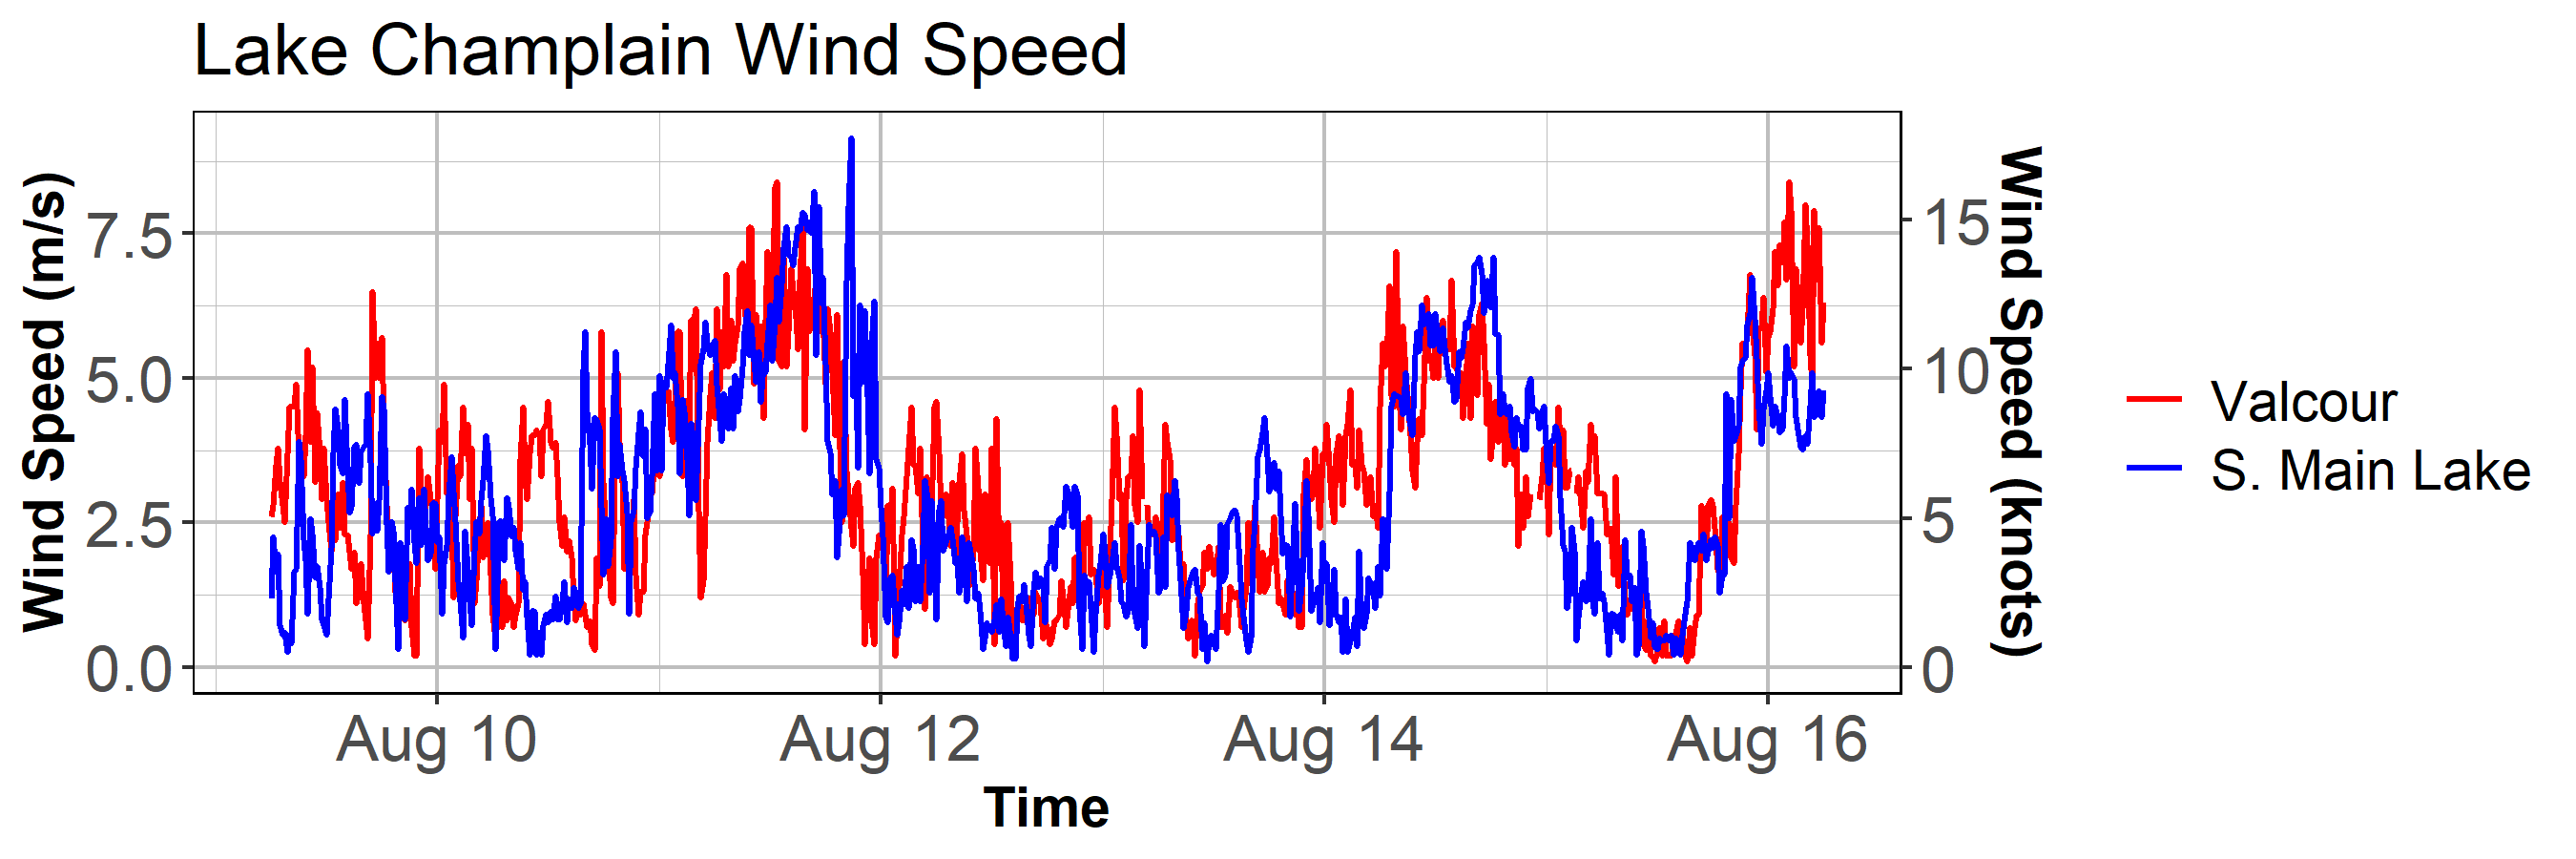 Lake Champlain Wind Speed
Wind Speed (m/s)
7.5
5.0
2.5
0.0
15
10
5
0
Wind Speed (knots)
Aug 10
Aug 12
Aug 14
Aug 16
Time
Valcour
S. Main Lake